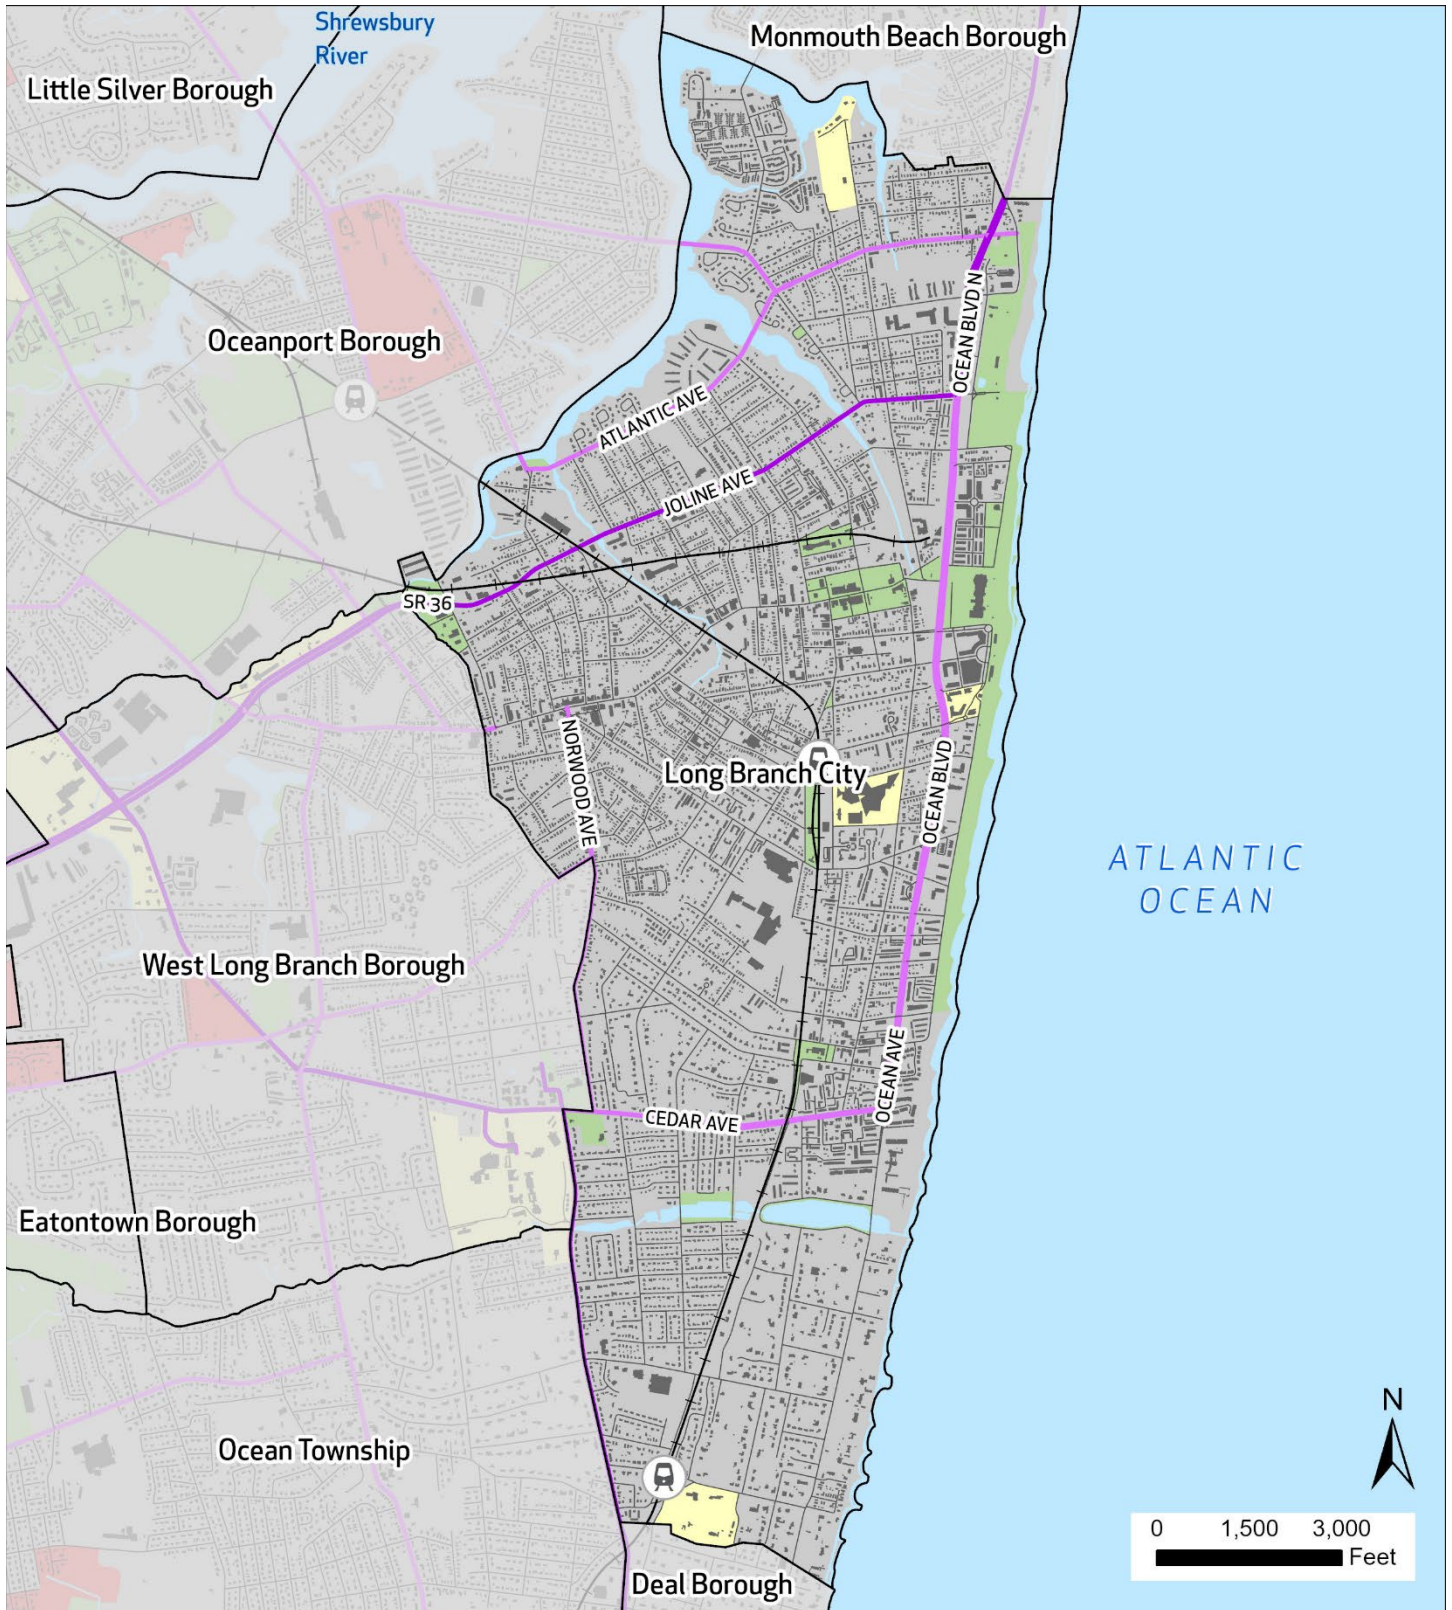 Shrewsbury
River
Monmouth Beach Borough
Little Silver Borough
OCEAN BLVD N
Oceanport Borough
ATLANTIC AVE
JOLINE AVE
SR 36
NORWOOD AVE
Long Branch City
OCEAN BLVD
ATLANTIC
OCEAN
West Long Branch Borough
OCEAN AVE
CEDAR AVE
Eatontown Borough
Ocean Township
N
0 1,500 3,000
Feet
Deal Borough